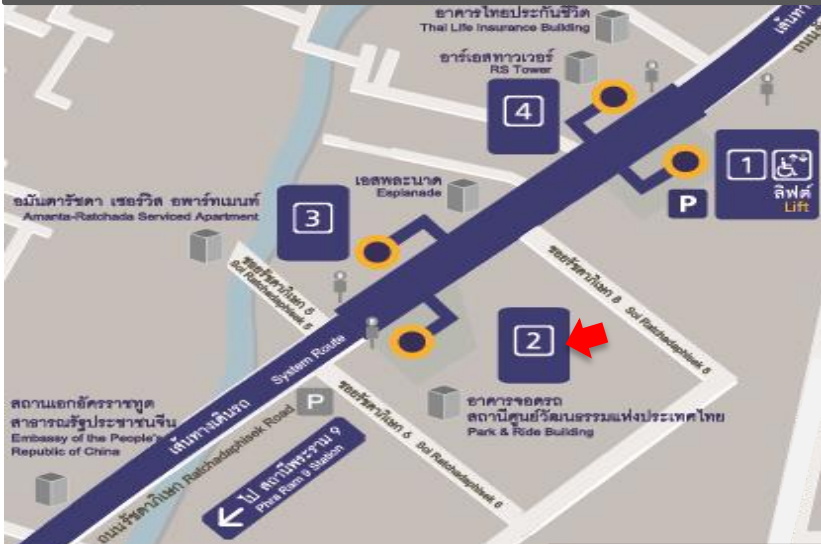 อาคารไทยประกันชีวิต
Thai Life Insurance Building
อาร์เอสทาวเวอร์
RS Tower
4
1
ลิฟต์
Lift
P
เอสพละนาด
Esplanade
อมันตารัชดา เซอร์วิส อพาร์ทเมนท์
Amanta-Ratchada Serviced Apartment
3
ซอยรัชดาภิเษก 5
Soi Ratchadaphisek 5
ซอยรัชดาภิเษก 8 Soi Ratchadaphisek 8
2
System Route
เส้นทางเดินรถ
สถานเอกอัครราชทูต
สาธารณรัฐประชาชนจีน
Embassy of the People's
Republic of China
P
ซอยรัชดาภิเษก 6 Soi Ratchadaphisek 6
อาคารจอดรถ
สถานีศูนย์วัฒนธรรมแห่งประเทศไทย
Park & Ride Building
ถนนรัชดาภิเษก Ratchadaphisek Road
ไป สถานีพระราม 9
Phra Ram 9 Station